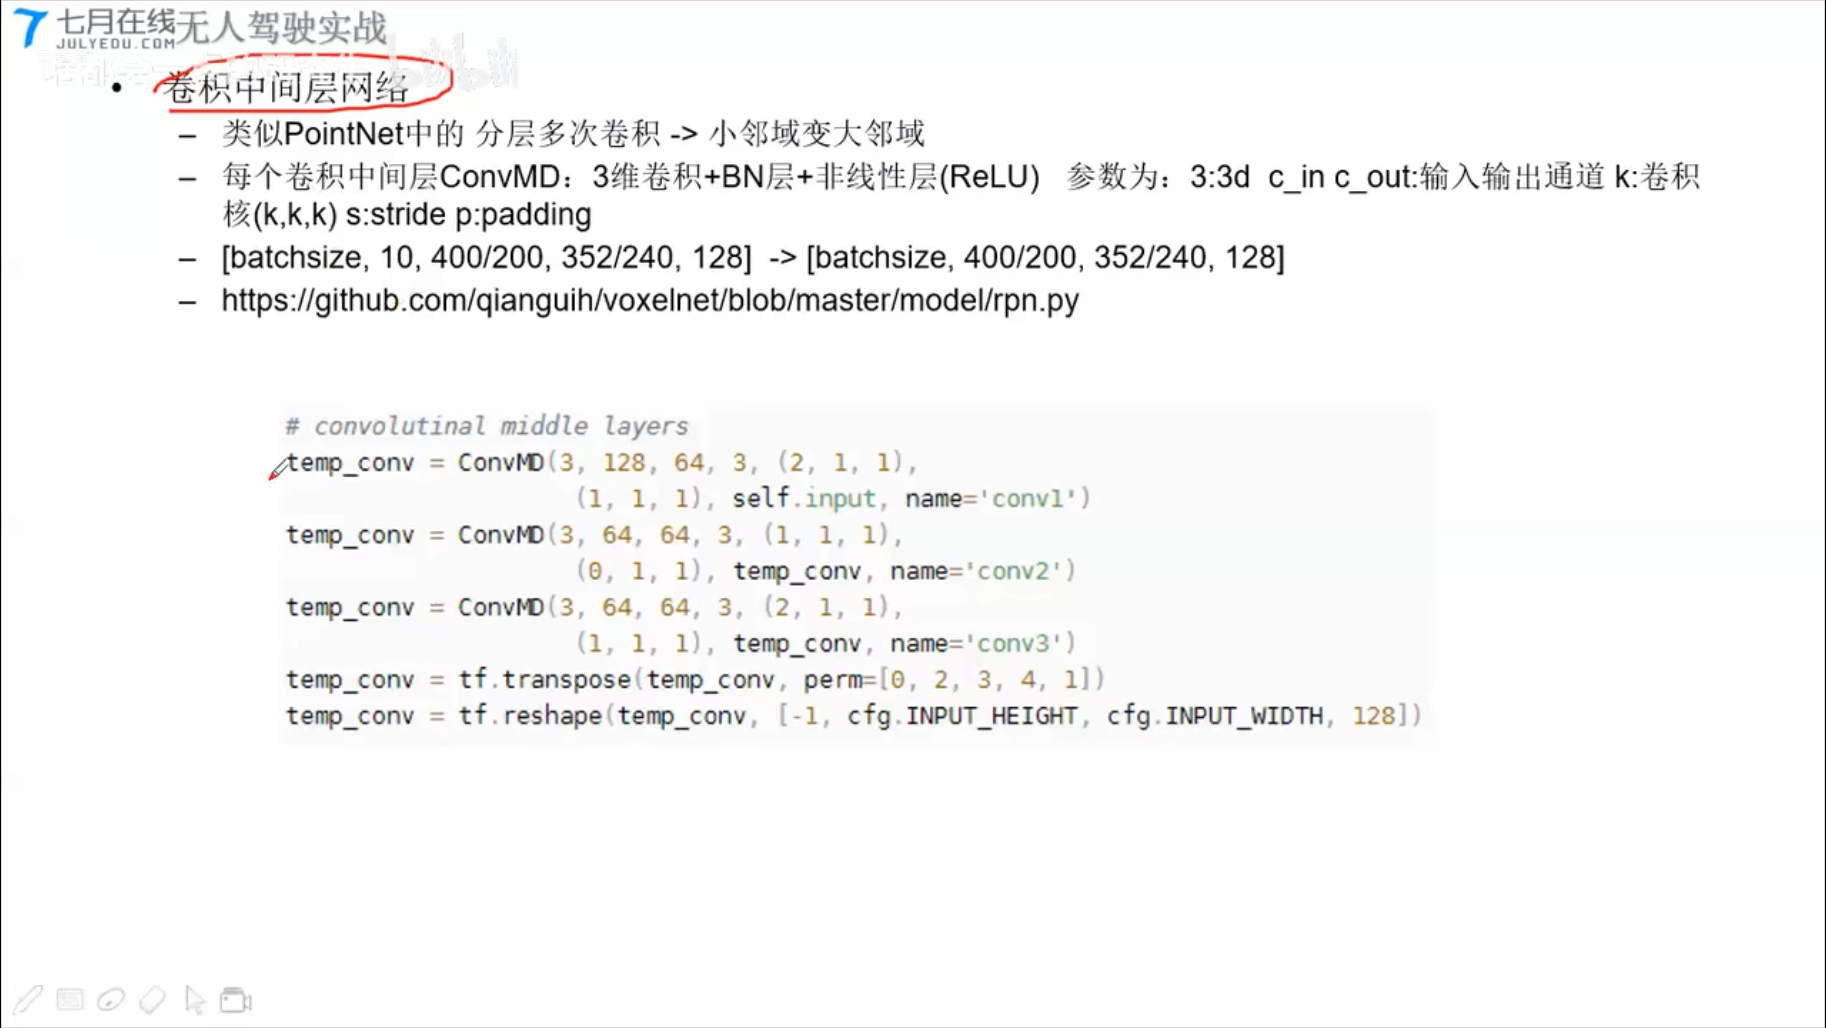 七月在线
JULYEDU.COM
无人驾驶实战
• 卷积中间层网络
– 类似PointNet中的 分层多次卷积 -> 小邻域变大邻域
– 每个卷积中间层ConvMD：3维卷积+BN层+非线性层(ReLU) 参数为：3:3d c_in c_out:输入输出通道 k:卷积
核(k,k,k) s:stride p:padding
– [batchsize, 10, 400/200, 352/240, 128] -> [batchsize, 400/200, 352/240, 128]
– https://github.com/qianguih/voxelnet/blob/master/model/rpn.py
# convolutinal middle layers
temp_conv = ConvMD(3, 128, 64, 3, (2, 1, 1),
(1, 1, 1), self.input, name='conv1')
temp_conv = ConvMD(3, 64, 64, 3, (1, 1, 1),
(0, 1, 1), temp_conv, name='conv2')
temp_conv = ConvMD(3, 64, 64, 3, (2, 1, 1),
(1, 1, 1), temp_conv, name='conv3')
temp_conv = tf.transpose(temp_conv, perm=[0, 2, 3, 4, 1])
temp_conv = tf.reshape(temp_conv, [-1, cfg.INPUT_HEIGHT, cfg.INPUT_WIDTH, 128])